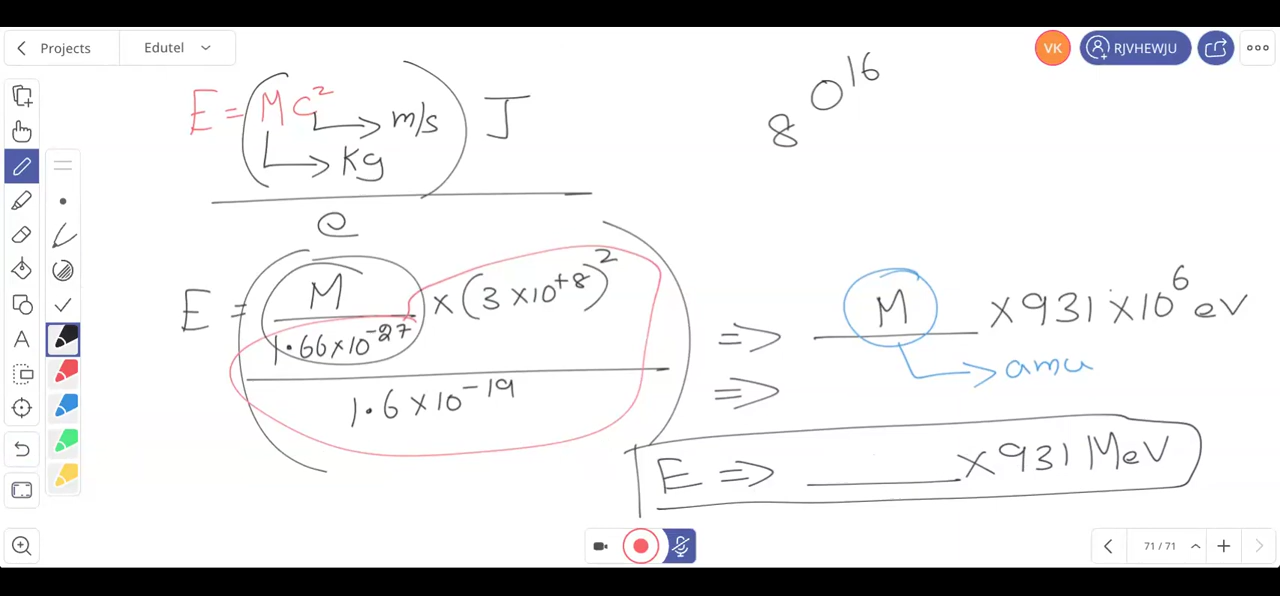 Projects
Edutel
VK
RJVHEWJU
E = (MC² → m/s) J
→ Kg
e
8 O 16
E = M / 1.66 × 10⁻²⁷ × (3 × 10⁺⁸)²
1.6 × 10⁻¹⁹
⇒ M × 931 × 10⁶ eV
→ amu
⇒
E ⇒ ____ × 931 MeV
A
71 / 71